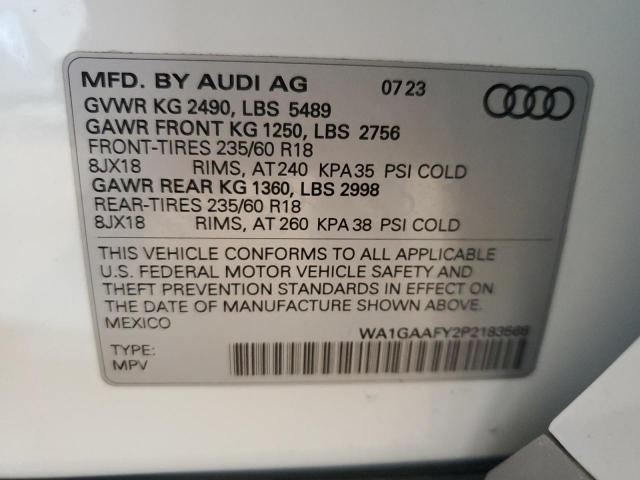 MFD. BY AUDI AG 07 23
GVWR KG 2490, LBS 5489
GAWR FRONT KG 1250, LBS 2756
FRONT-TIRES 235/60 R18
8JX18 RIMS, AT 240 KPA 35 PSI COLD
GAWR REAR KG 1360, LBS 2998
REAR-TIRES 235/60 R18
8JX18 RIMS, AT 260 KPA 38 PSI COLD
THIS VEHICLE CONFORMS TO ALL APPLICABLE
U.S. FEDERAL MOTOR VEHICLE SAFETY AND
THEFT PREVENTION STANDARDS IN EFFECT ON
THE DATE OF MANUFACTURE SHOWN ABOVE.
MEXICO
WA1GAAFY2P2183568
TYPE:
MPV